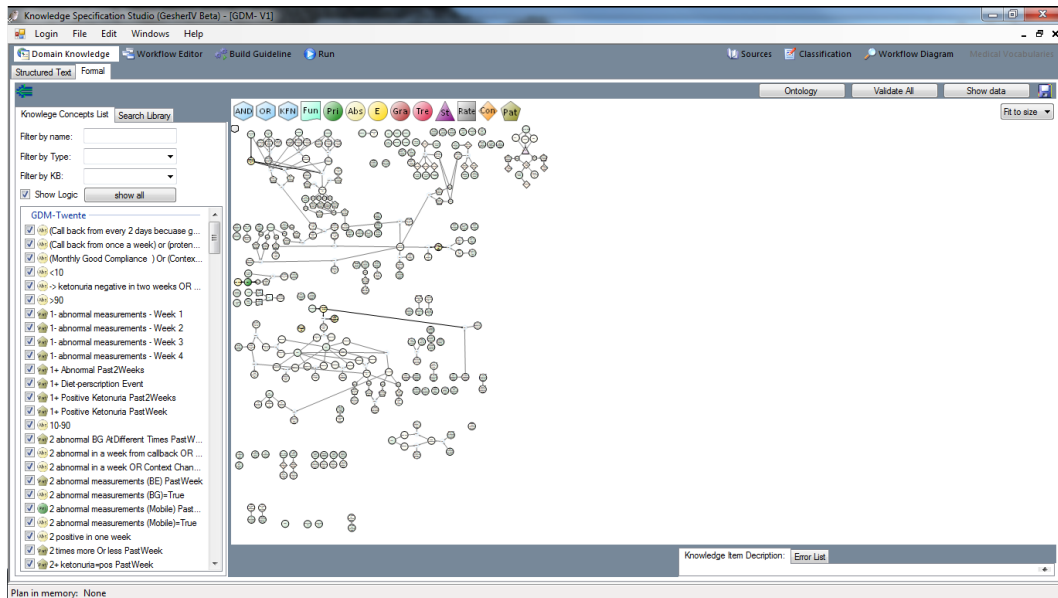 Knowledge Specification Studio (GesherIV Beta) - [GDM- V1]
Login File Edit Windows Help
Domain Knowledge Workflow Editor Build Guideline Run Sources Classification Workflow Diagram Medical Vocabularies
Structured Text Formal
Ontology Validate All Show data
Knowlege Concepts List Search Library
AND OR KFN Fun Pri Abs E Gra Tre St Rate Con Pat
Fit to size
Filter by name:
Filter by Type:
Filter by KB:
Show Logic show all
GDM-Twente
(Call back from every 2 days becuase g...
(Call back from once a week) or (proten...
(Monthly Good Compliance ) Or (Contex...
<10
-> ketonuria negative in two weeks OR ...
>90
1- abnormal measurements - Week 1
1- abnormal measurements - Week 2
1- abnormal measurements - Week 3
1- abnormal measurements - Week 4
1+ Abnormal Past2Weeks
1+ Diet-perscription Event
1+ Positive Ketonuria Past2Weeks
1+ Positive Ketonuria PastWeek
10-90
2 abnomal BG AtDifferent Times PastW...
2 abnormal in a week from callback OR ...
2 abnormal in a week OR Context Chan...
2 abnormal measurements (BE) PastWeek
2 abnormal measurements (BG)=True
2 abnormal measurements (Mobile) Past...
2 abnormal measurements (Mobile)=True
2 positive in one week
2 times more Or less PastWeek
2+ ketonuria=pos PastWeek
Knowledge Item Decription: Error List
Plan in memory: None